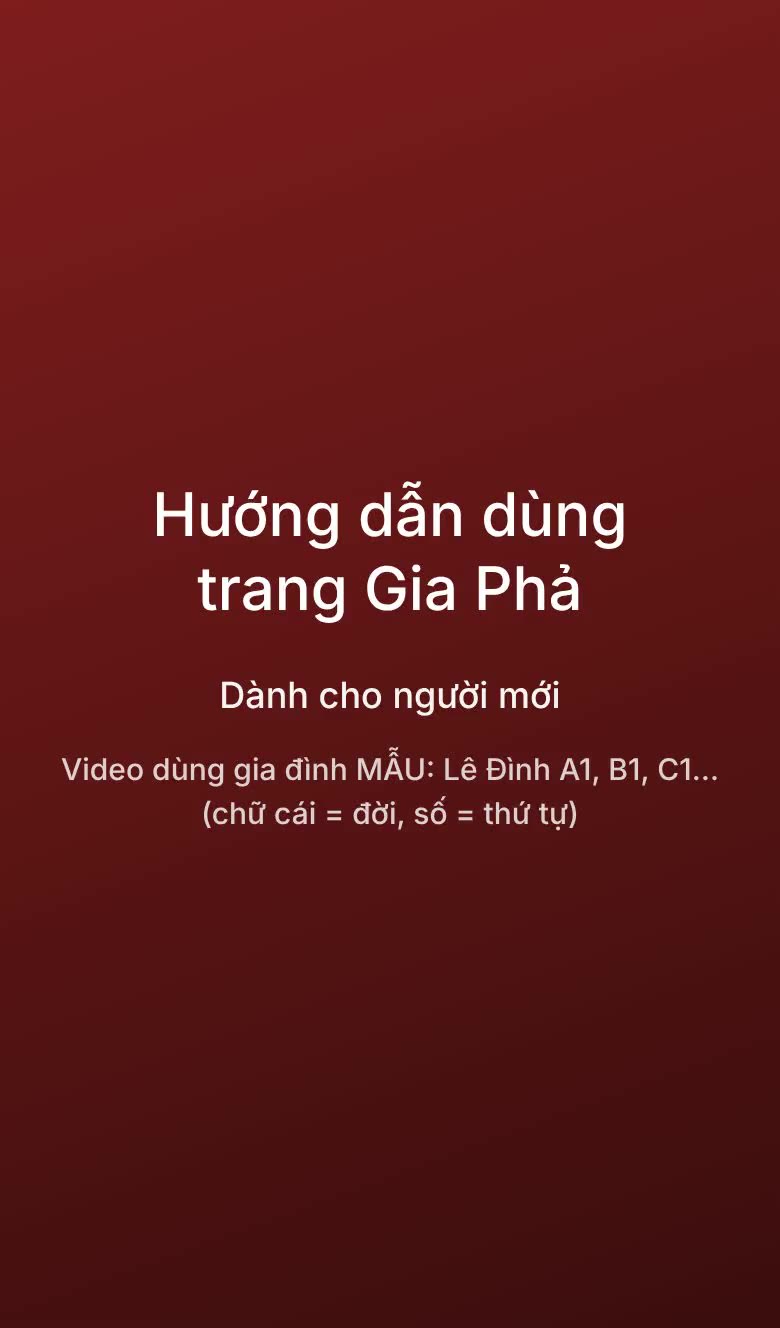 Hướng dẫn dùng
trang Gia Phả
Dành cho người mới
Video dùng gia đình MẪU: Lê Đình A1, B1, C1...
(chữ cái = đời, số = thứ tự)